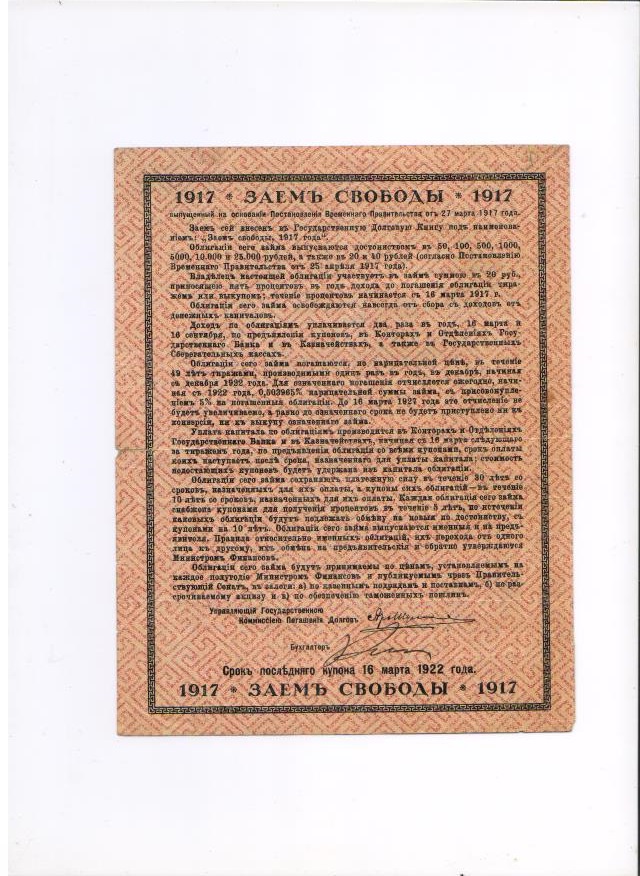 1917 * ЗАЕМЪ СВОБОДЫ * 1917
выпущенный на основаніи Постановленія Временнаго Правительства отъ 27 марта 1917 года.
Заемъ сей внесенъ въ Государственную Долговую Книгу подъ наимено-
ваніемъ: „Заемъ свободы, 1917 года“.
Облигаціи сего займа выпускаются достоинствомъ въ 50, 100, 500, 1000,
5000, 10.000 и 25.000 рублей, а также въ 20 и 40 рублей (согласно Постановленію
Временнаго Правительства отъ 25 апрѣля 1917 года).
Владѣлецъ настоящей облигаціи участвуетъ въ займѣ суммою въ 20 руб.,
приносящею пять процентовъ въ годъ дохода до погашенія облигаціи тира-
жемъ или выкупомъ; теченіе процентовъ начинается съ 16 марта 1917 г.
Облигаціи сего займа освобождаются навсегда отъ сбора съ доходовъ отъ
денежныхъ капиталовъ.
Доходъ по облигаціямъ уплачивается два раза въ годъ, 16 марта и
16 сентября, по предъявленіи купоновъ, въ Конторахъ и Отдѣленіяхъ Госу-
дарственнаго Банка и въ Казначействахъ, а также въ Государственныхъ
Сберегательныхъ кассахъ.
Облигаціи сего займа погашаются, по нарицательной цѣнѣ, въ теченіе
49 лѣтъ тиражами, производимыми одинъ разъ въ годъ, въ декабрѣ, начиная
съ декабря 1922 года. Для означеннаго погашенія отчисляется ежегодно, начи-
ная съ 1922 года, 0,503965% нарицательной суммы займа, съ присовокупле-
ніемъ 5% на погашенныя облигаціи. До 16 марта 1927 года это отчисленіе не
будетъ увеличиваемо, а равно до означеннаго срока не будетъ приступлено ни къ
конверсіи, ни къ выкупу означеннаго займа.
Уплата капитала по облигаціямъ производится въ Конторахъ и Отдѣленіяхъ
Государственнаго Банка и въ Казначействахъ, начиная съ 16 марта слѣдующаго
за тиражемъ года, по предъявленіи облигаціи со всѣми купонами, срокъ оплаты
коихъ наступаетъ послѣ срока, назначеннаго для уплаты капитала; стоимость
недостающихъ купоновъ будетъ удержана изъ капитала облигаціи.
Облигаціи сего займа сохраняютъ платежную силу въ теченіе 30 лѣтъ со
сроковъ, назначенныхъ для ихъ оплаты, а купоны сихъ облигацій — въ теченіе
10 лѣтъ со сроковъ, назначенныхъ для ихъ оплаты. Каждая облигація сего займа
снабжена купонами для полученія процентовъ въ теченіе 5 лѣтъ, по истеченіи
каковыхъ облигаціи будутъ подлежать обмѣну на новыя по достоинству, съ
купонами на 10 лѣтъ. Облигаціи сего займа выпускаются именныя и на предъ-
явителя. Правила относительно именныхъ облигацій, ихъ перехода отъ одного
лица къ другому, ихъ обмѣна на предъявительскія и обратно утверждаются
Министромъ Финансовъ.
Облигаціи сего займа будутъ принимаемы по цѣнамъ, установляемымъ на
каждое полугодіе Министромъ Финансовъ и публикуемымъ чрезъ Правитель-
ствующій Сенатъ, въ залоги: а) по казеннымъ подрядамъ и поставкамъ, б) по раз-
срочиваемому акцизу и в) по обезпеченію таможенныхъ пошлинъ.
Управляющій Государственною
Коммиссіею Погашенія Долговъ
Бухгалтеръ
Срокъ послѣдняго купона 16 марта 1922 года.
1917 * ЗАЕМЪ СВОБОДЫ * 1917